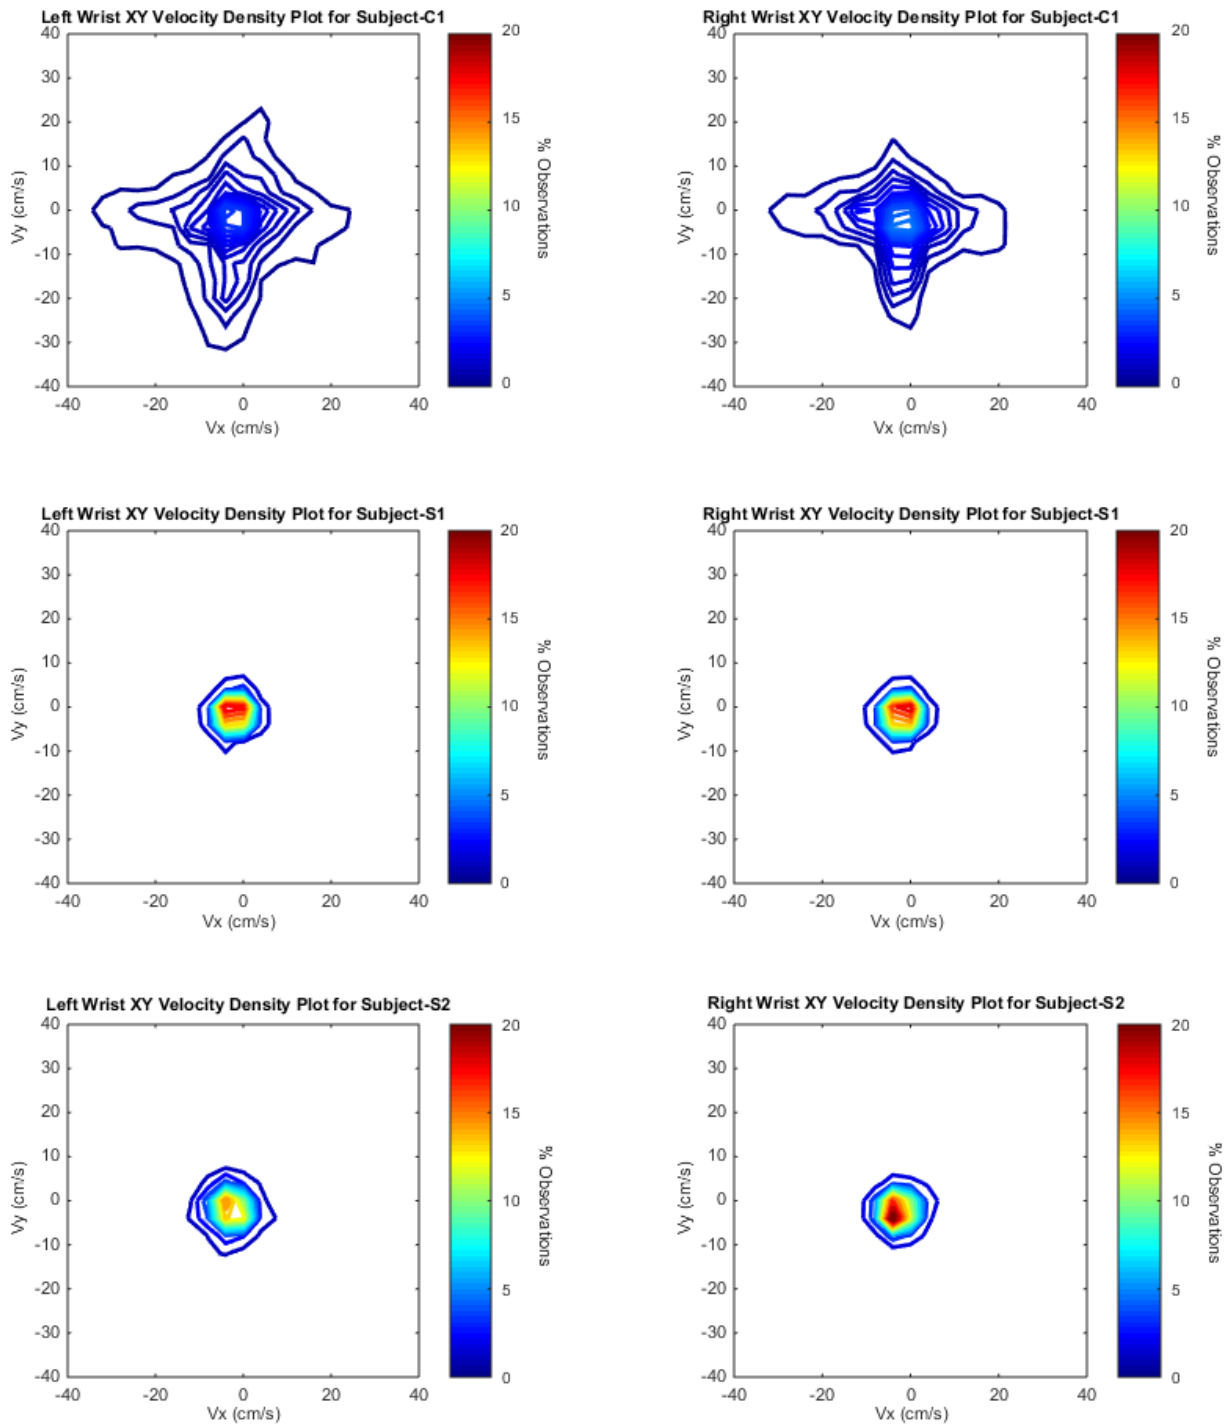 Left Wrist XY Velocity Density Plot for Subject-C1
40
30
20
10
0
-10
-20
-30
-40
Vy (cm/s)
-40 -20 0 20 40
Vx (cm/s)
20
15
10
5
0
% Observations
Right Wrist XY Velocity Density Plot for Subject-C1
40
30
20
10
0
-10
-20
-30
-40
Vy (cm/s)
-40 -20 0 20 40
Vx (cm/s)
20
15
10
5
0
% Observations
Left Wrist XY Velocity Density Plot for Subject-S1
40
30
20
10
0
-10
-20
-30
-40
Vy (cm/s)
-40 -20 0 20 40
Vx (cm/s)
20
15
10
5
0
% Observations
Right Wrist XY Velocity Density Plot for Subject-S1
40
30
20
10
0
-10
-20
-30
-40
Vy (cm/s)
-40 -20 0 20 40
Vx (cm/s)
20
15
10
5
0
% Observations
Left Wrist XY Velocity Density Plot for Subject-S2
40
30
20
10
0
-10
-20
-30
-40
Vy (cm/s)
-40 -20 0 20 40
Vx (cm/s)
20
15
10
5
0
% Observations
Right Wrist XY Velocity Density Plot for Subject-S2
40
30
20
10
0
-10
-20
-30
-40
Vy (cm/s)
-40 -20 0 20 40
Vx (cm/s)
20
15
10
5
0
% Observations